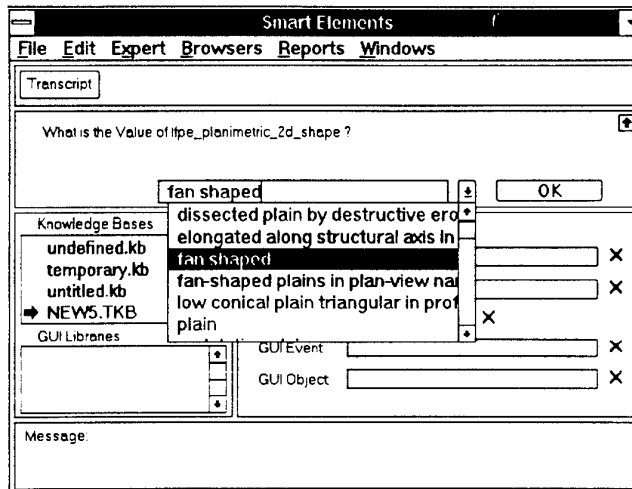 Smart Elements
File Edit Expert Browsers Reports Windows
Transcript
What is the Value of lfpe_planimetric_2d_shape ?
fan shaped
OK
dissected plain by destructive ero
elongated along structural axis in
fan shaped
fan-shaped plains in plan-view nar
low conical plain triangular in prof
plain
Knowledge Bases
undefined.kb
temporary.kb
untitled.kb
NEW5.TKB
GUI Libraries
GUI Event
GUI Object
Message: